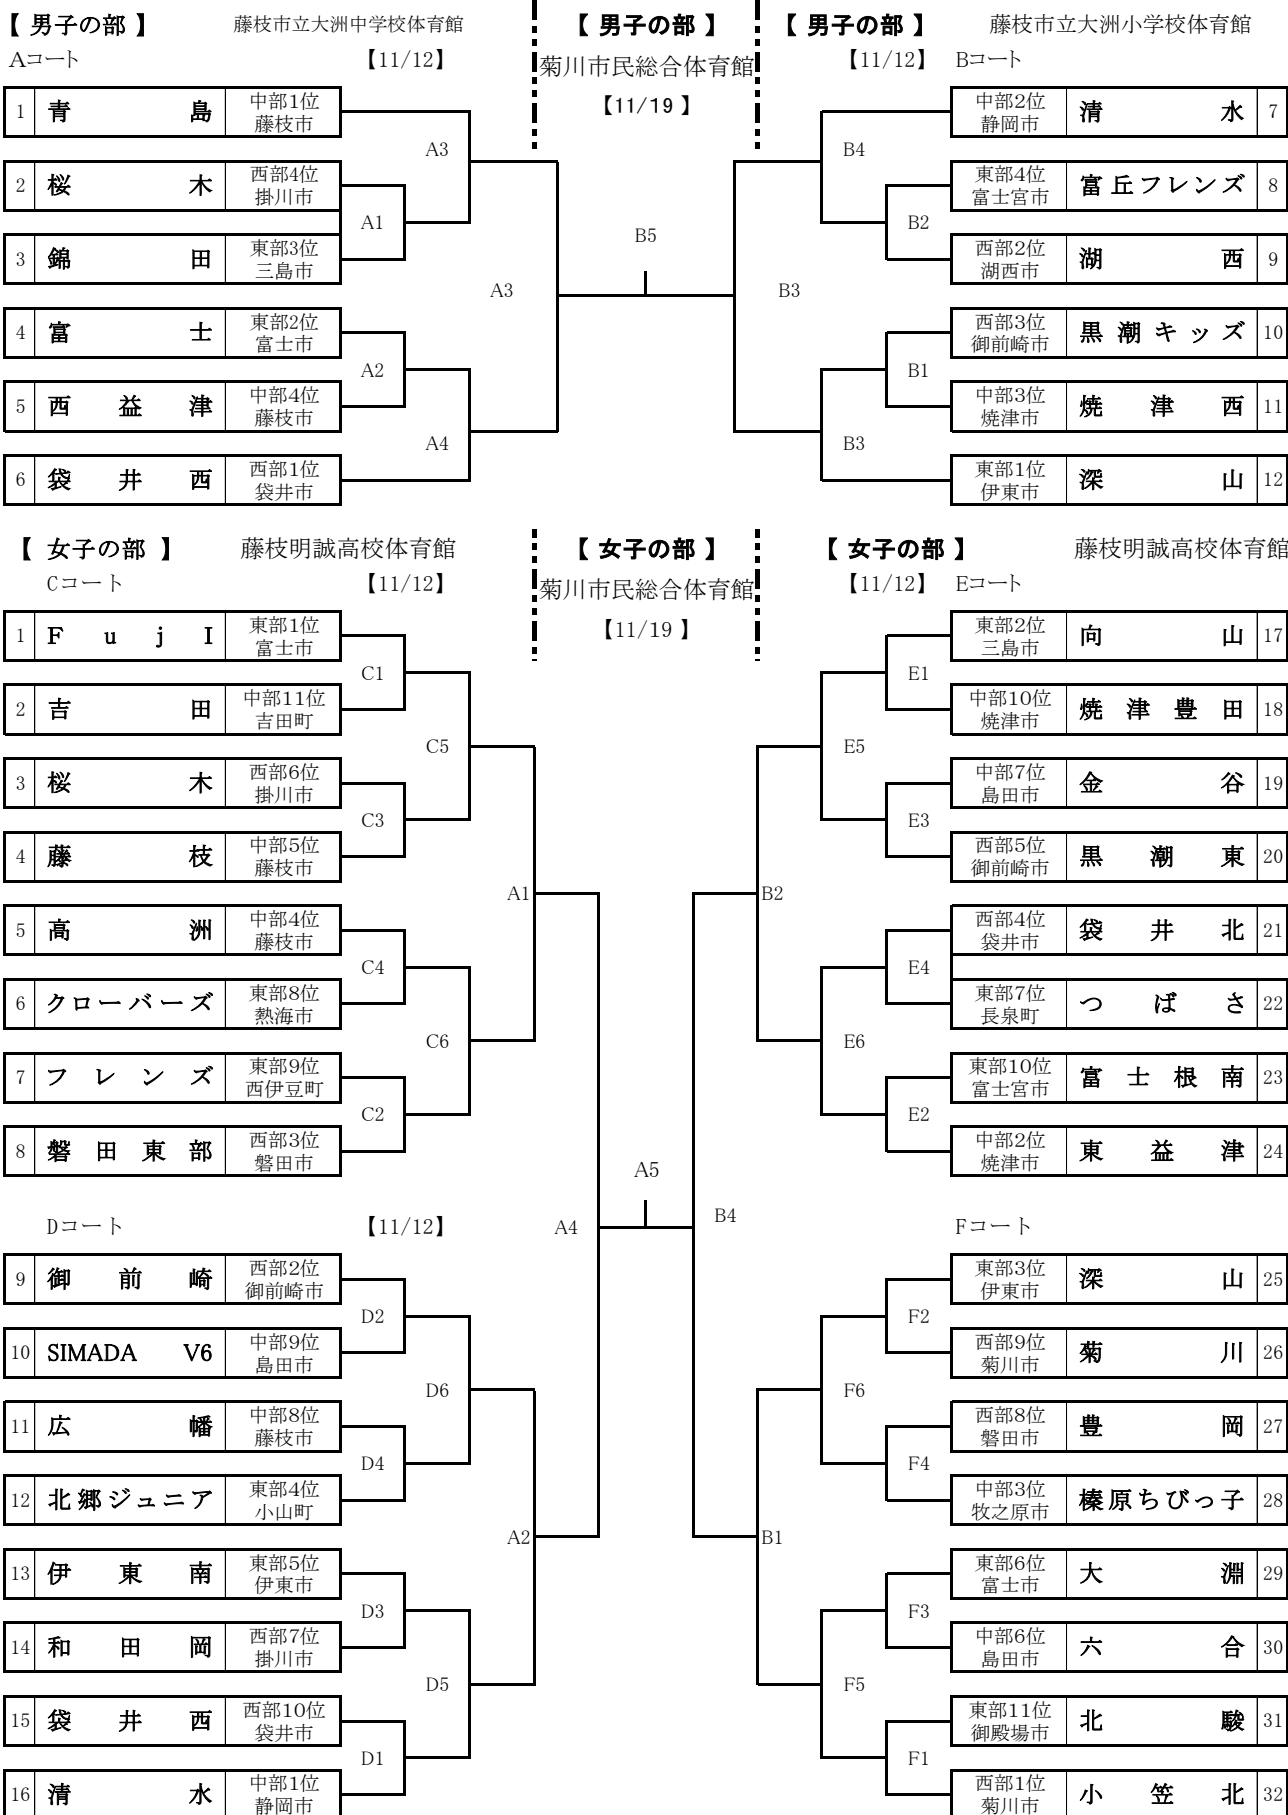 【 男子の部 】 藤枝市立大洲中学校体育館
Aコート 【11/12】
【 男子の部 】
菊川市民総合体育館
【11/19 】
【 男子の部 】 藤枝市立大洲小学校体育館
【11/12】 Bコート
1 青島 中部1位 藤枝市
2 桜木 西部4位 掛川市
3 錦田 東部3位 三島市
4 富士 東部2位 富士市
5 西益津 中部4位 藤枝市
6 袋井西 西部1位 袋井市
A3
A1
A2
A4
A3
B5
B3
B4
B2
B1
B3
中部2位 静岡市 清水 7
東部4位 富士宮市 富丘フレンズ 8
西部2位 湖西市 湖西 9
西部3位 御前崎市 黒潮キッズ 10
中部3位 焼津市 焼津西 11
東部1位 伊東市 深山 12
【 女子の部 】 藤枝明誠高校体育館
Cコート 【11/12】
【 女子の部 】
菊川市民総合体育館
【11/19 】
【 女子の部 】 藤枝明誠高校体育館
【11/12】 Eコート
1 FujI 東部1位 富士市
2 吉田 中部11位 吉田町
3 桜木 西部6位 掛川市
4 藤枝 中部5位 藤枝市
5 高洲 中部4位 藤枝市
6 クローバーズ 東部8位 熱海市
7 フレンズ 東部9位 西伊豆町
8 磐田東部 西部3位 磐田市
C1
C5
C3
A1
C4
C6
C2
Dコート 【11/12】
9 御前崎 西部2位 御前崎市
10 SIMADA V6 中部9位 島田市
11 広幡 中部8位 藤枝市
12 北郷ジュニア 東部4位 小山町
13 伊東南 東部5位 伊東市
14 和田岡 西部7位 掛川市
15 袋井西 西部10位 袋井市
16 清水 中部1位 静岡市
D2
D6
D4
A2
D3
D5
D1
A4
A5
B4
東部2位 三島市 向山 17
中部10位 焼津市 焼津豊田 18
中部7位 島田市 金谷 19
西部5位 御前崎市 黒潮東 20
西部4位 袋井市 袋井北 21
東部7位 長泉町 つばさ 22
東部10位 富士宮市 富士根南 23
中部2位 焼津市 東益津 24
E1
E5
E3
B2
E4
E6
E2
Fコート
東部3位 伊東市 深山 25
西部9位 菊川市 菊川 26
西部8位 磐田市 豊岡 27
中部3位 牧之原市 榛原ちびっ子 28
東部6位 富士市 大淵 29
中部6位 島田市 六合 30
東部11位 御殿場市 北駿 31
西部1位 菊川市 小笠北 32
F2
F6
F4
B1
F3
F5
F1